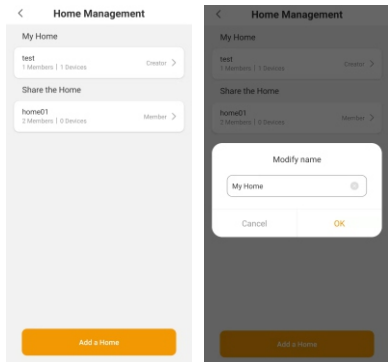 Home Management
My Home
test
1 Members | 1 Devices
Creator
Share the Home
home01
2 Members | 0 Devices
Member
Add a Home
Home Management
My Home
test
1 Members | 1 Devices
Creator
Share the Home
home01
2 Members | 0 Devices
Member
Modify name
My Home
Cancel
OK
Add a Home